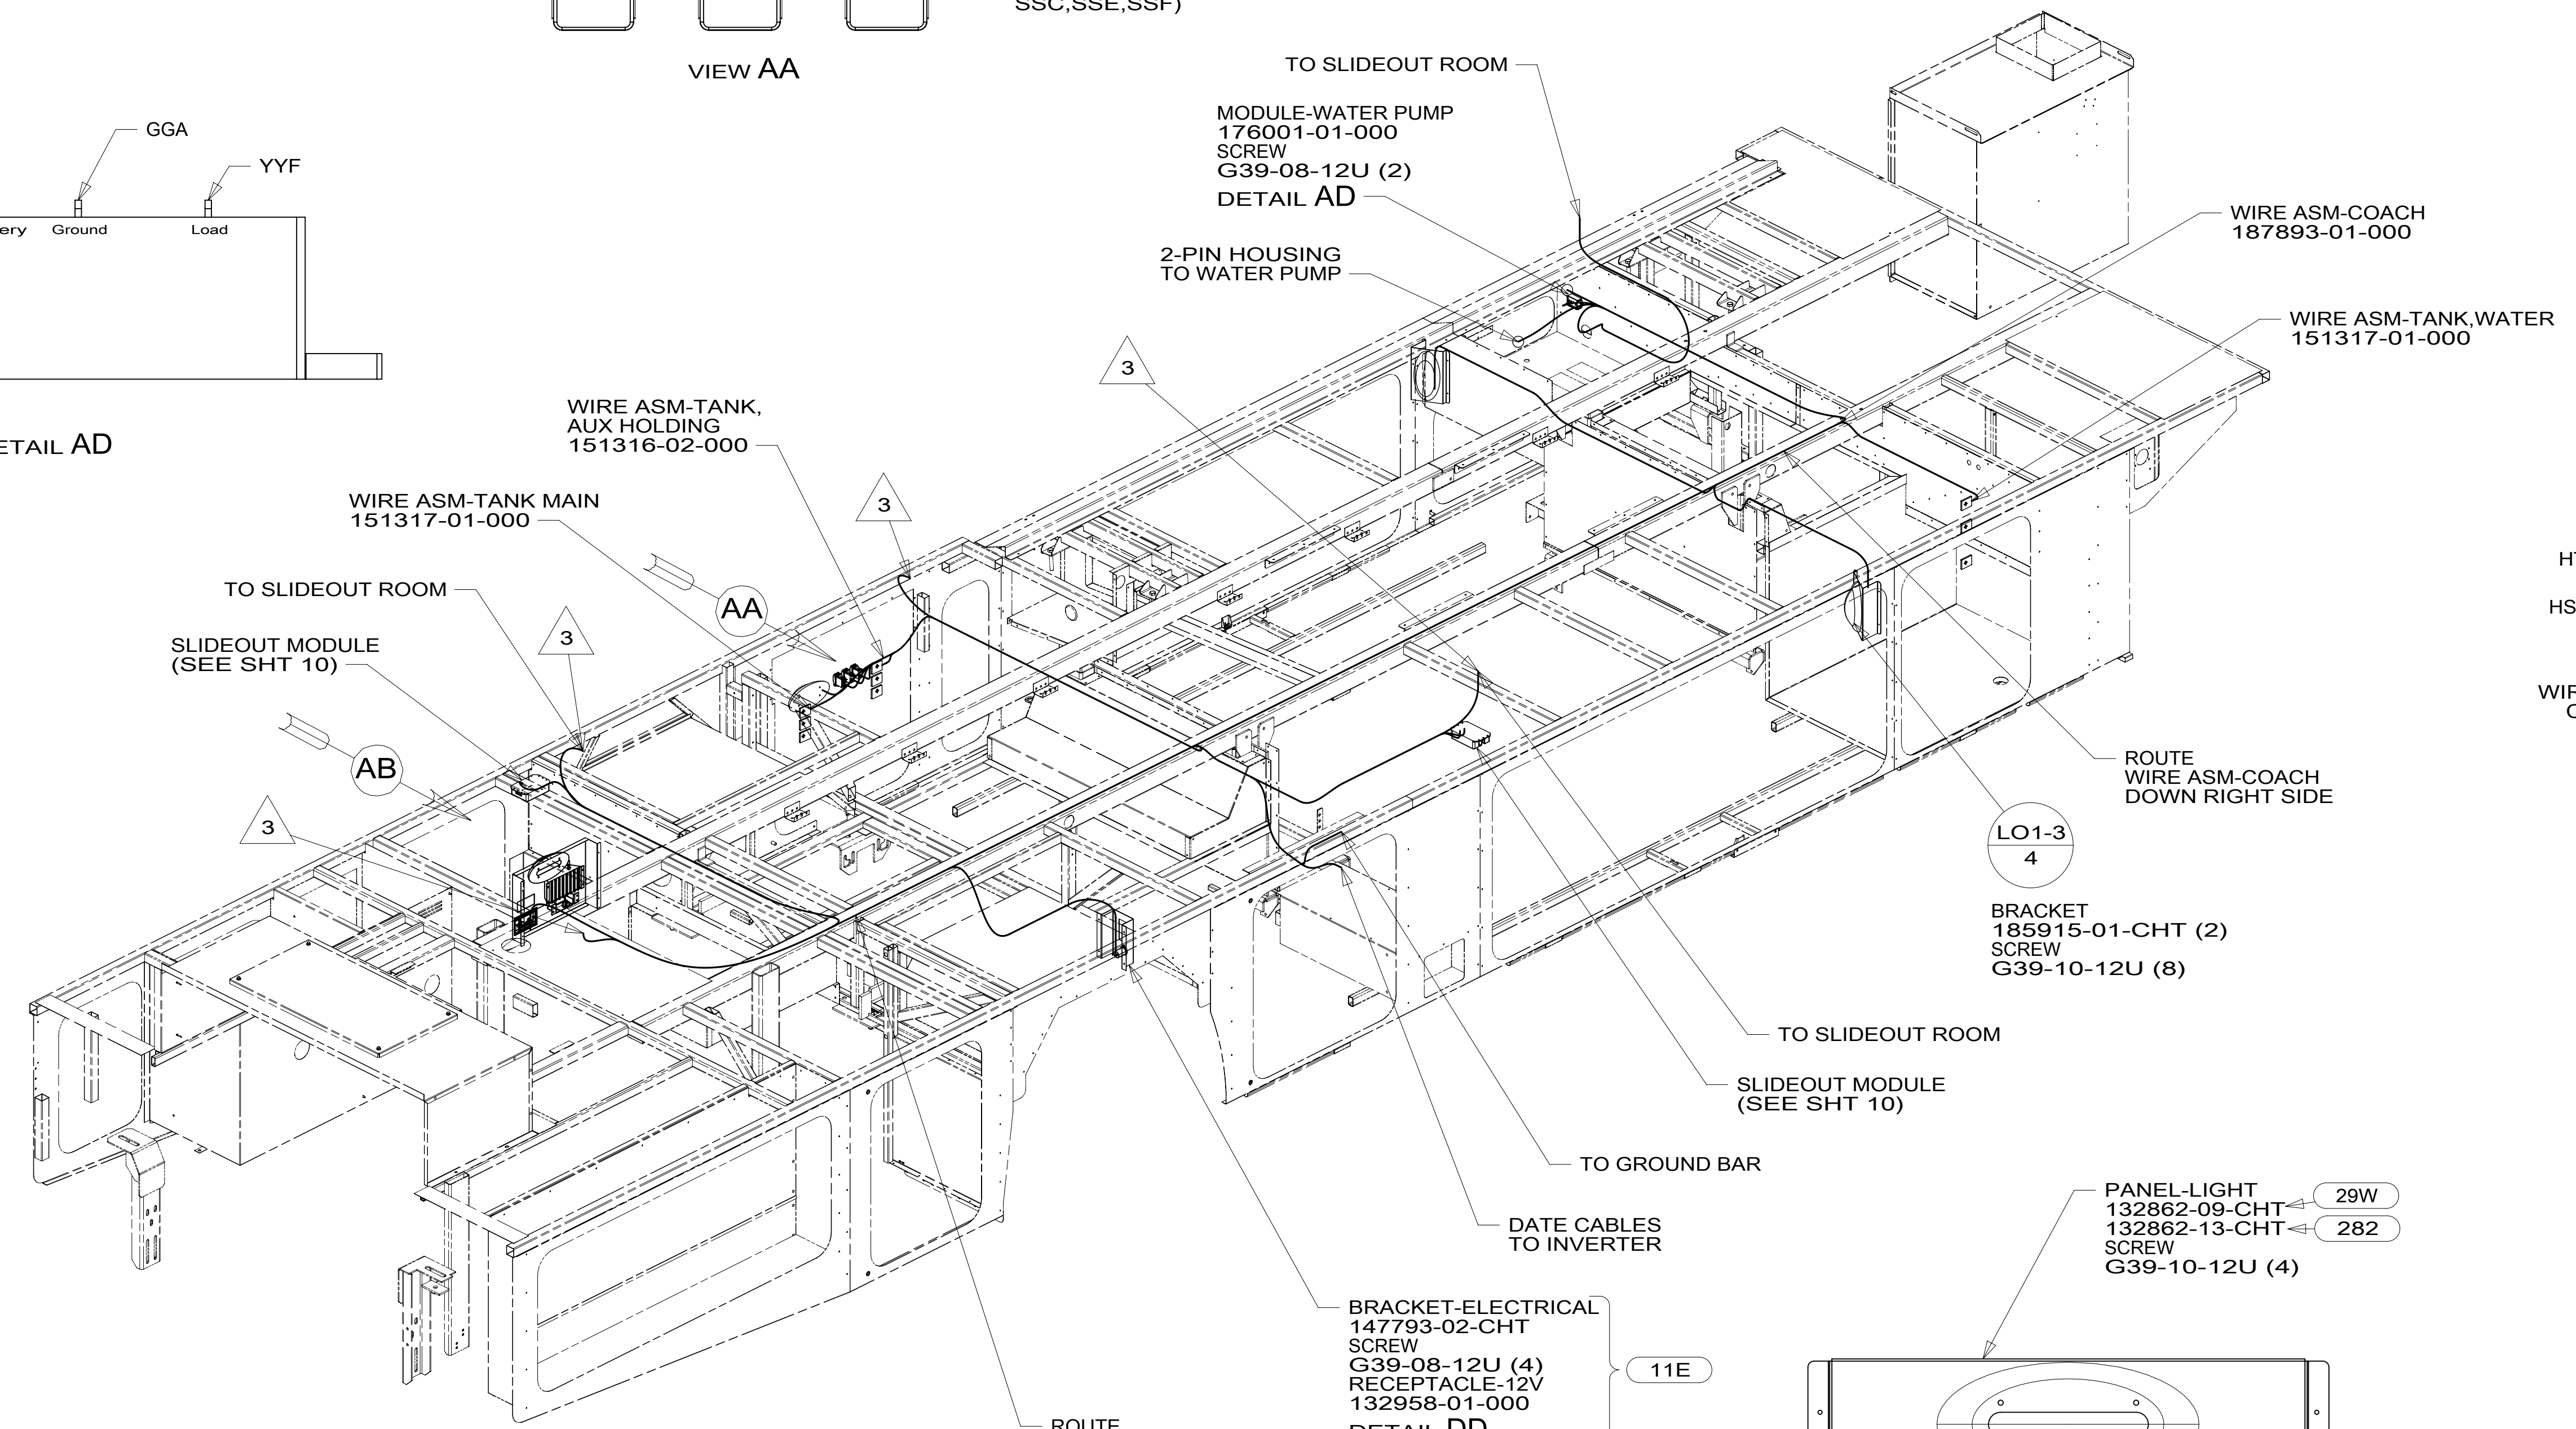 SSC,SSE,SSF)
VIEW AA
GGA
YYF
ery
Ground
Load
ETAIL AD
TO SLIDEOUT ROOM
MODULE-WATER PUMP
176001-01-000
SCREW
G39-08-12U (2)
DETAIL AD
2-PIN HOUSING
TO WATER PUMP
WIRE ASM-COACH
187893-01-000
WIRE ASM-TANK,WATER
151317-01-000
3
WIRE ASM-TANK,
AUX HOLDING
151316-02-000
3
WIRE ASM-TANK MAIN
151317-01-000
AA
TO SLIDEOUT ROOM
3
SLIDEOUT MODULE
(SEE SHT 10)
AB
3
HT
HS
WIR
C
ROUTE
WIRE ASM-COACH
DOWN RIGHT SIDE
LO1-3
4
BRACKET
185915-01-CHT (2)
SCREW
G39-10-12U (8)
TO SLIDEOUT ROOM
SLIDEOUT MODULE
(SEE SHT 10)
TO GROUND BAR
DATE CABLES
TO INVERTER
PANEL-LIGHT
132862-09-CHT
29W
132862-13-CHT
282
SCREW
G39-10-12U (4)
BRACKET-ELECTRICAL
147793-02-CHT
SCREW
G39-08-12U (4)
RECEPTACLE-12V
132958-01-000
DETAIL DD
11E
ROUTE